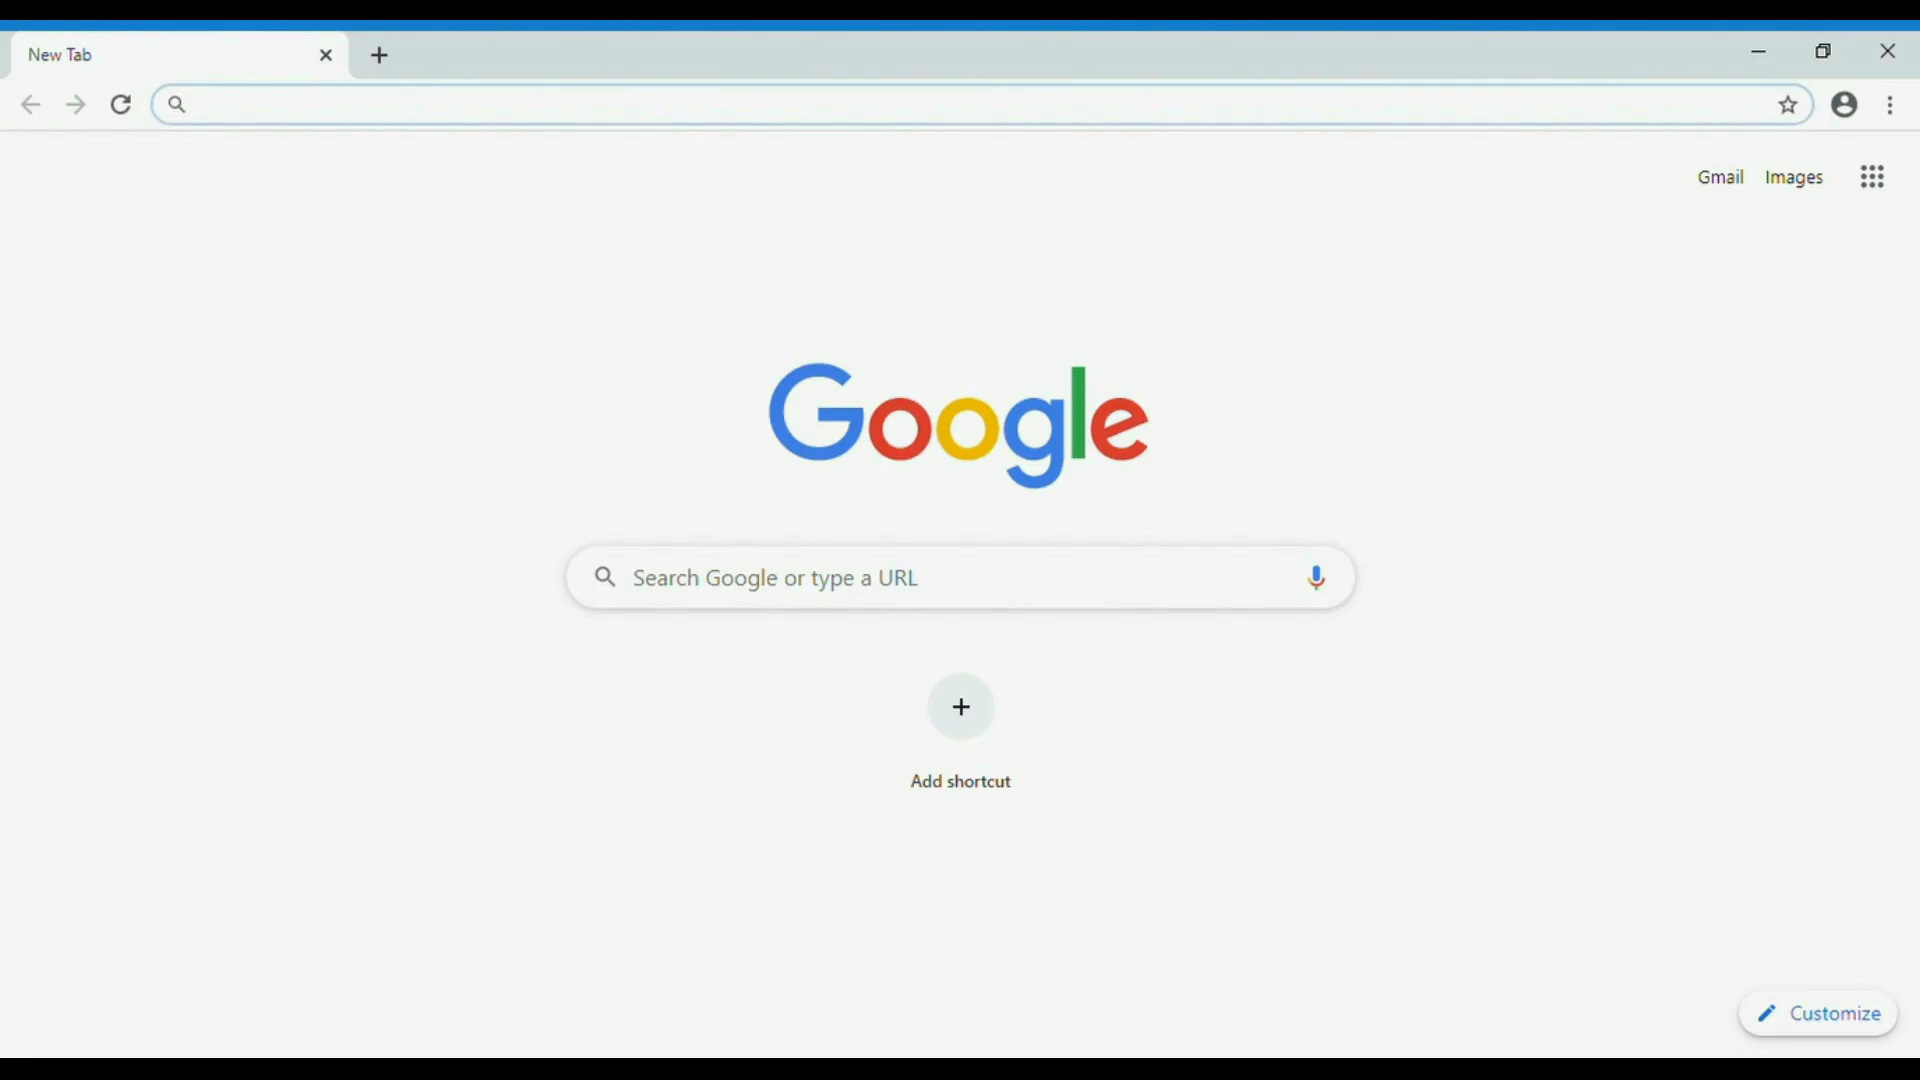 New Tab
Gmail Images
Google
Search Google or type a URL
Add shortcut
Customize